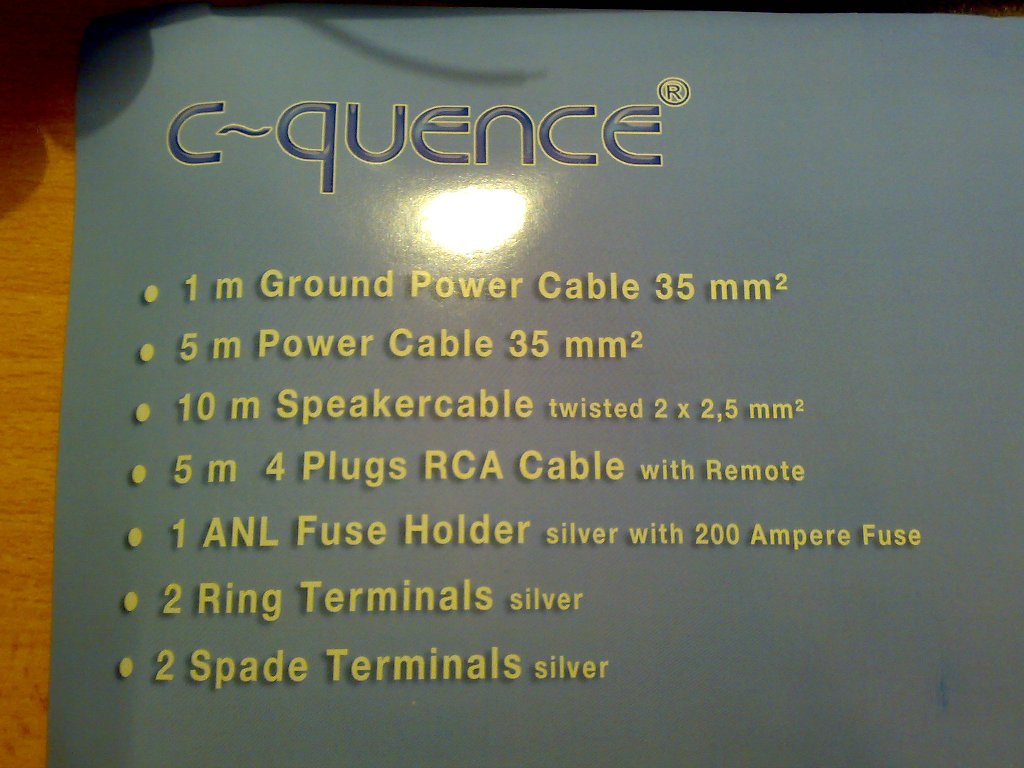 c~quence®
• 1 m Ground Power Cable 35 mm²
• 5 m Power Cable 35 mm²
• 10 m Speakercable twisted 2 x 2,5 mm²
• 5 m 4 Plugs RCA Cable with Remote
• 1 ANL Fuse Holder silver with 200 Ampere Fuse
• 2 Ring Terminals silver
• 2 Spade Terminals silver